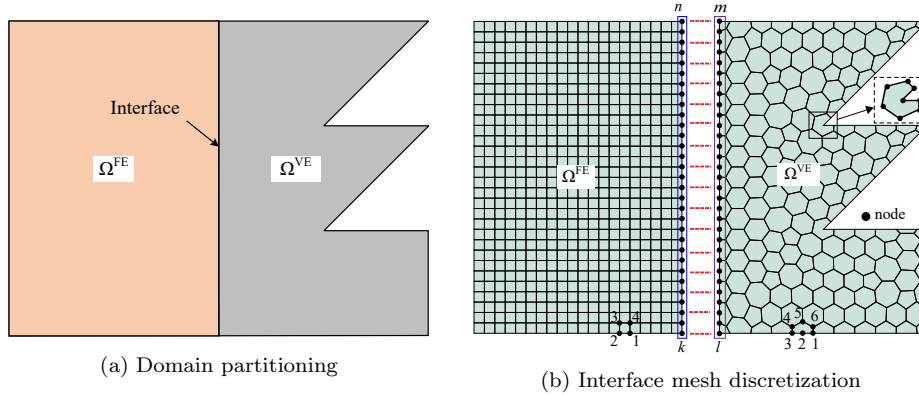 Interface
Ω^FE
Ω^VE
(a) Domain partitioning
n
m
Ω^FE
Ω^VE
node
3 4
2 1
k
l
4 5 6
3 2 1
(b) Interface mesh discretization